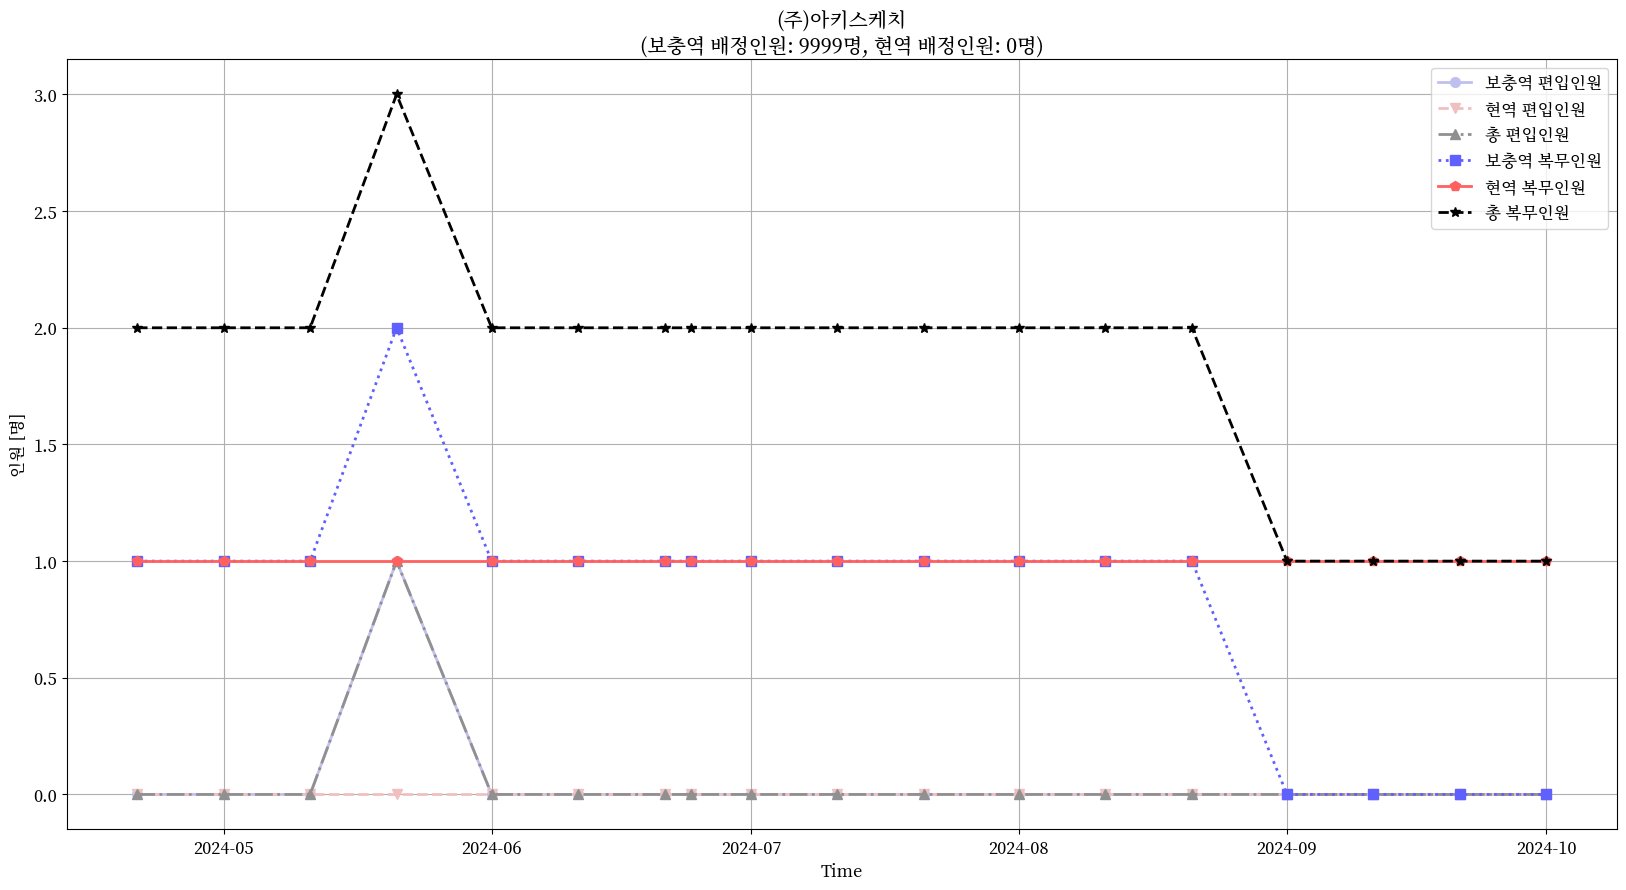 (주)아키스케치
(보충역 배정인원: 9999명, 현역 배정인원: 0명)
보충역 편입인원
현역 편입인원
총 편입인원
보충역 복무인원
현역 복무인원
총 복무인원
인원 [명]
3.0
2.5
2.0
1.5
1.0
0.5
0.0
2024-05 2024-06 2024-07 2024-08 2024-09 2024-10
Time